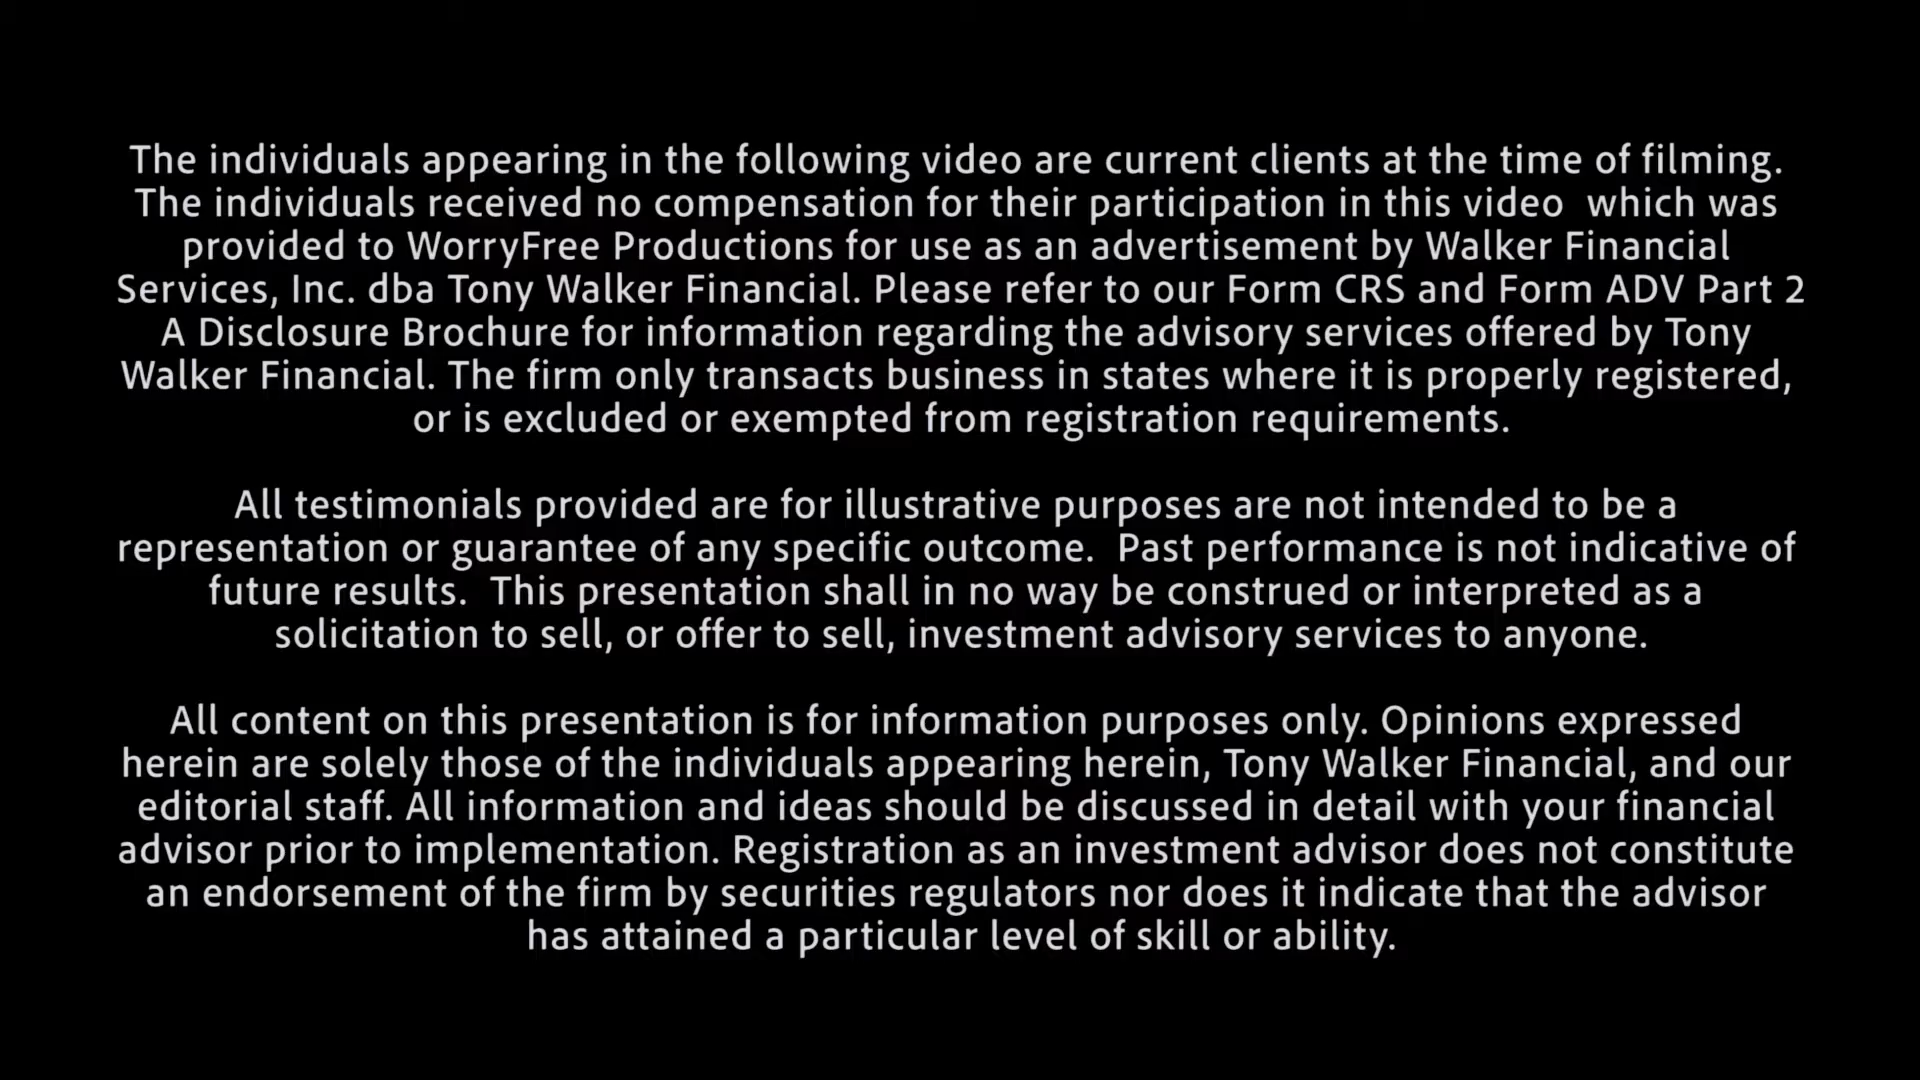 The individuals appearing in the following video are current clients at the time of filming.
The individuals received no compensation for their participation in this video  which was
provided to WorryFree Productions for use as an advertisement by Walker Financial
Services, Inc. dba Tony Walker Financial. Please refer to our Form CRS and Form ADV Part 2
A Disclosure Brochure for information regarding the advisory services offered by Tony
Walker Financial. The firm only transacts business in states where it is properly registered,
or is excluded or exempted from registration requirements.
All testimonials provided are for illustrative purposes are not intended to be a
representation or guarantee of any specific outcome.  Past performance is not indicative of
future results.  This presentation shall in no way be construed or interpreted as a
solicitation to sell, or offer to sell, investment advisory services to anyone.
All content on this presentation is for information purposes only. Opinions expressed
herein are solely those of the individuals appearing herein, Tony Walker Financial, and our
editorial staff. All information and ideas should be discussed in detail with your financial
advisor prior to implementation. Registration as an investment advisor does not constitute
an endorsement of the firm by securities regulators nor does it indicate that the advisor
has attained a particular level of skill or ability.